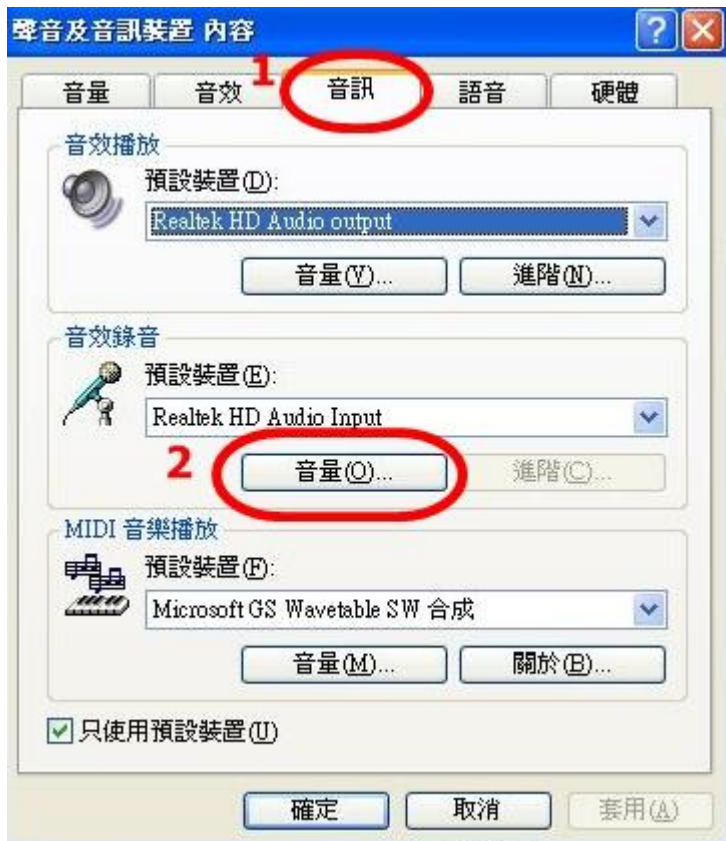 聲音及音訊裝置 內容
音量 音效 1 音訊 語音 硬體
音效播放
預設裝置(D):
Realtek HD Audio output
音量(V)... 進階(N)...
音效錄音
預設裝置(E):
Realtek HD Audio Input
2 音量(O)... 進階(C)...
MIDI 音樂播放
預設裝置(F):
Microsoft GS Wavetable SW 合成
音量(M)... 關於(B)...
只使用預設裝置(U)
確定 取消 套用(A)